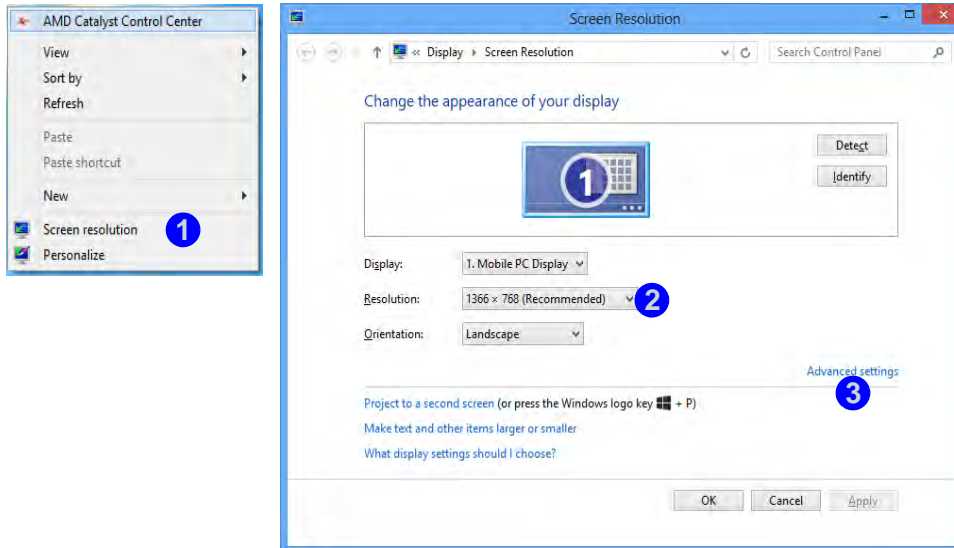 AMD Catalyst Control Center
View
Sort by
Refresh
Paste
Paste shortcut
New
Screen resolution 1
Personalize
Screen Resolution
« Display Screen Resolution
Search Control Panel
Change the appearance of your display
1
Detect
Identify
Display: 1. Mobile PC Display
Resolution: 1366 × 768 (Recommended) 2
Orientation: Landscape
Advanced settings
3
Project to a second screen (or press the Windows logo key + P)
Make text and other items larger or smaller
What display settings should I choose?
OK Cancel Apply